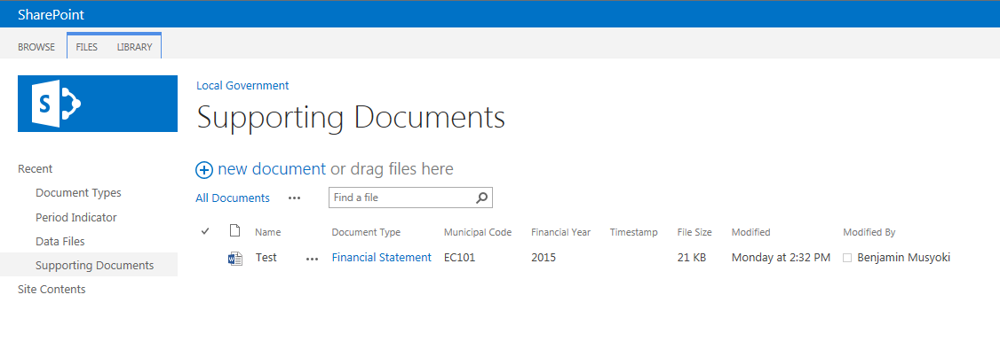 SharePoint
BROWSE FILES LIBRARY
S
Local Government
Supporting Documents
Recent
Document Types
Period Indicator
Data Files
Supporting Documents
Site Contents
new document or drag files here
All Documents ••• Find a file
Name Document Type Municipal Code Financial Year Timestamp File Size Modified Modified By
Test ••• Financial Statement EC101 2015 21 KB Monday at 2:32 PM Benjamin Musyoki